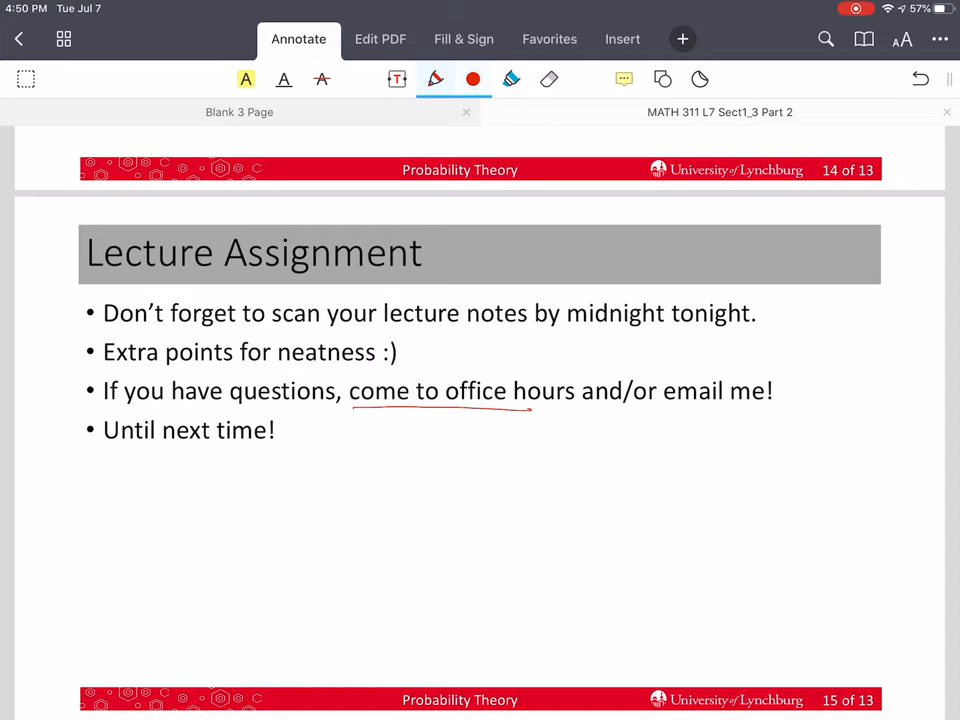 4:50 PM Tue Jul 7 57%
Annotate Edit PDF Fill & Sign Favorites Insert + AA
A A A T
Blank 3 Page × MATH 311 L7 Sect1_3 Part 2 ×
Probability Theory University of Lynchburg 14 of 13
Lecture Assignment
• Don’t forget to scan your lecture notes by midnight tonight.
• Extra points for neatness :)
• If you have questions, come to office hours and/or email me!
• Until next time!
Probability Theory University of Lynchburg 15 of 13